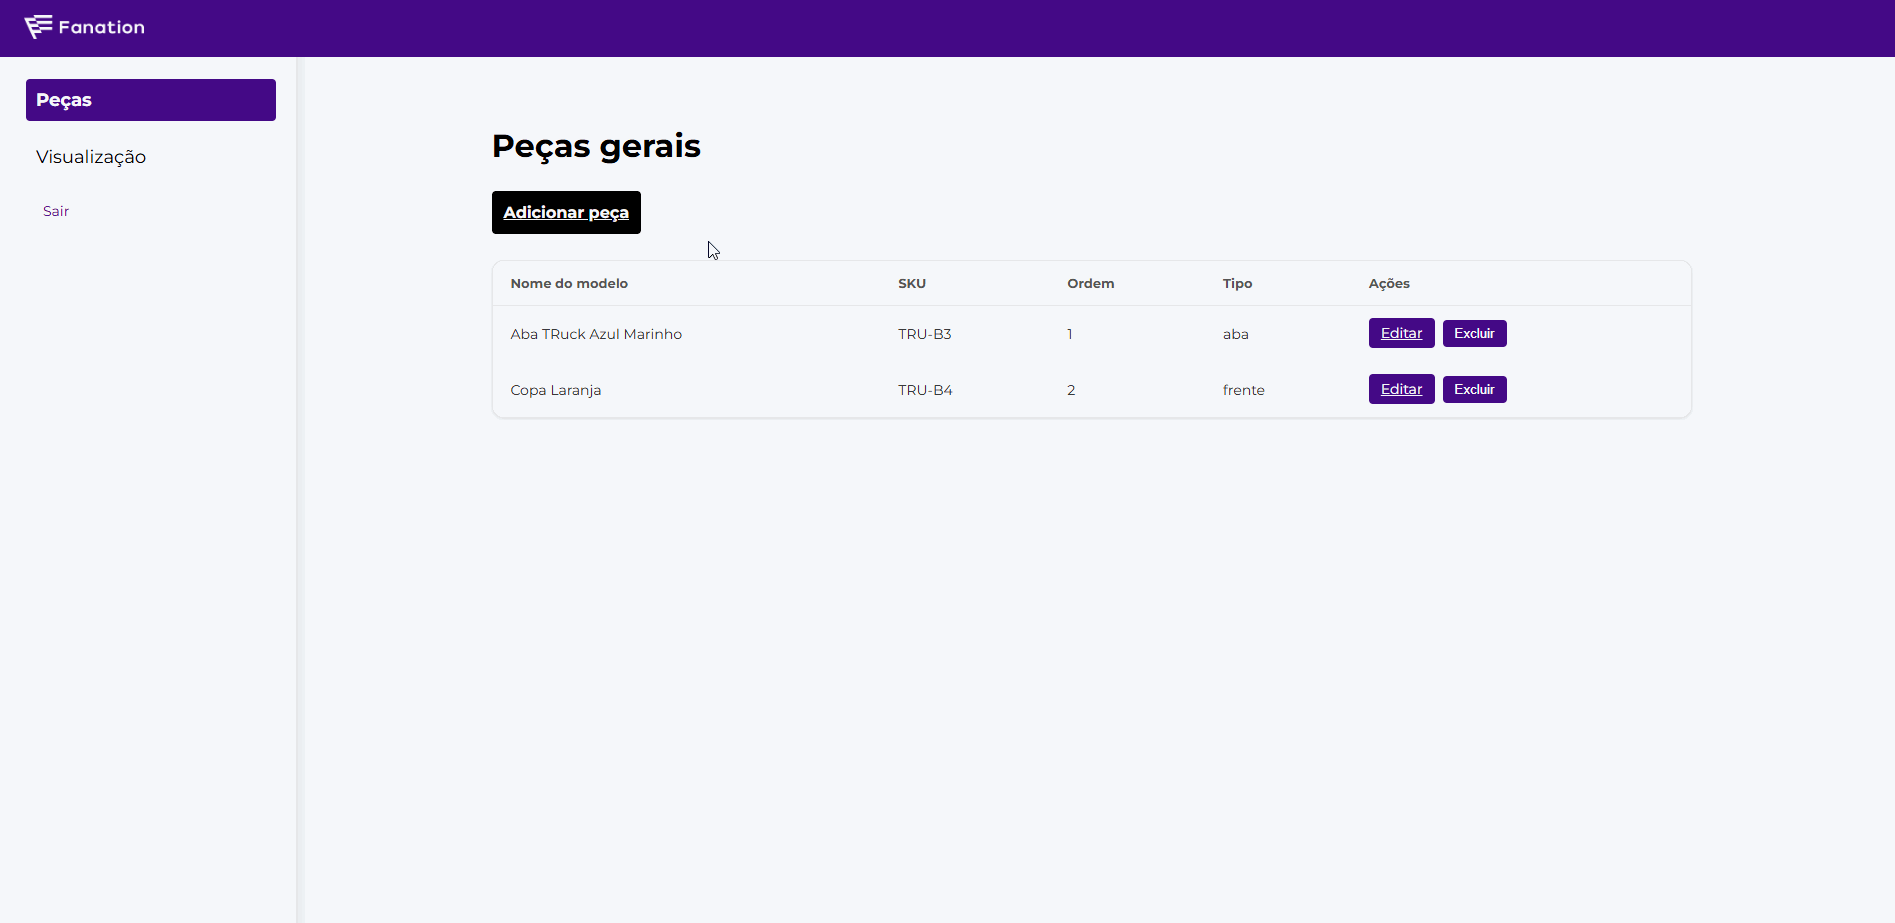 Fanation
Peças
Visualização
Sair
Peças gerais
Adicionar peça
Nome do modelo SKU Ordem Tipo Ações
Aba TRuck Azul Marinho TRU-B3 1 aba Editar Excluir
Copa Laranja TRU-B4 2 frente Editar Excluir